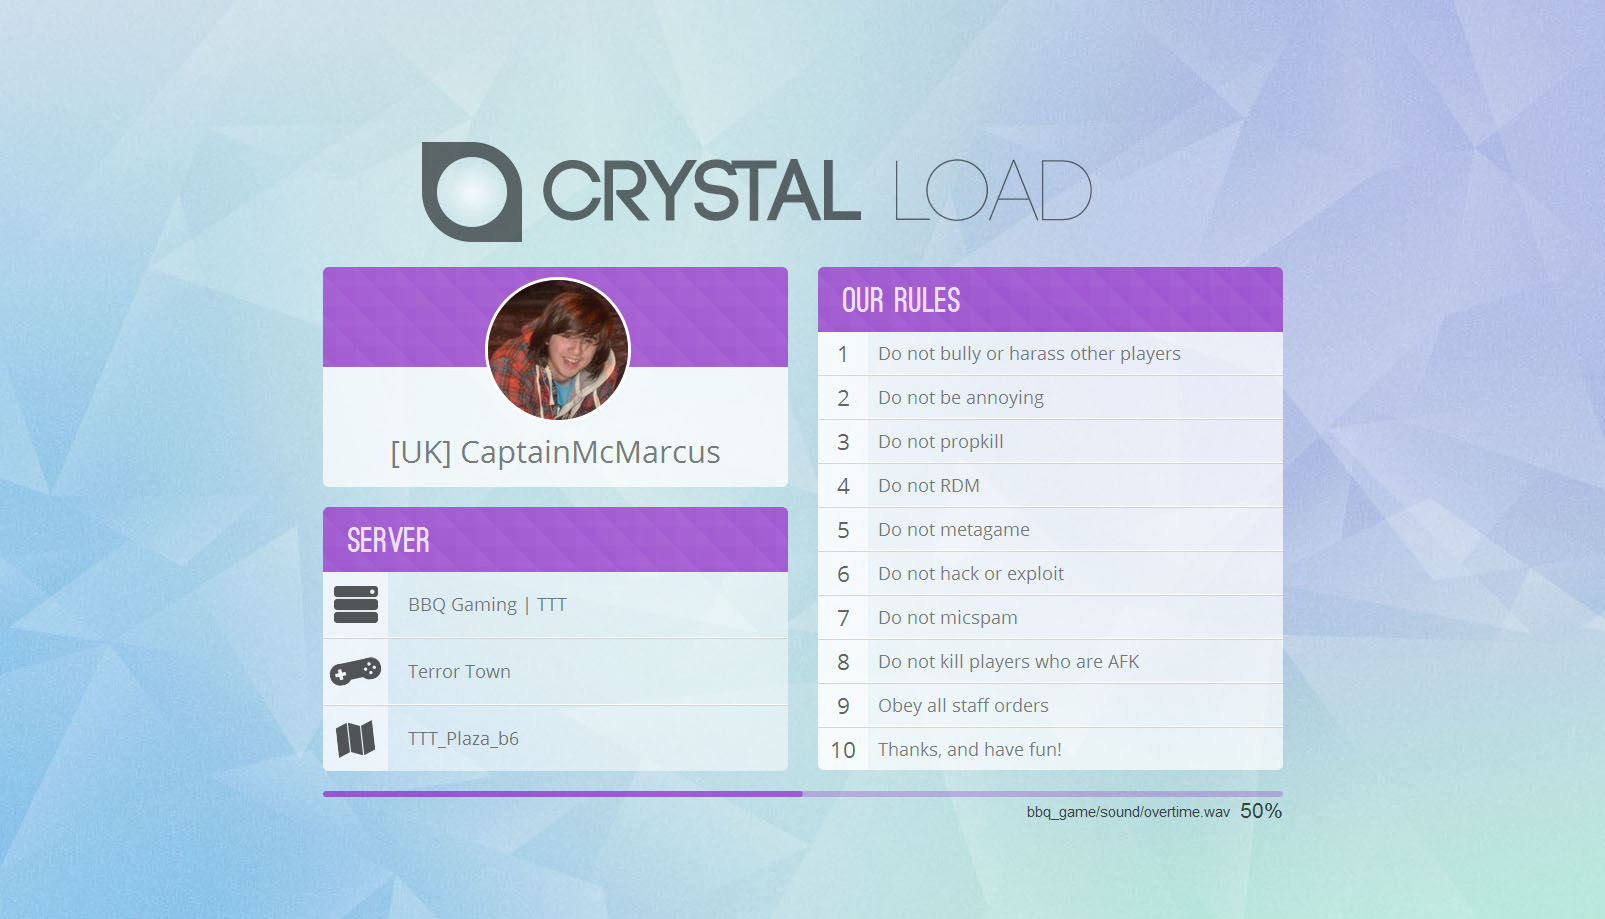 CRYSTAL LOAD
[UK] CaptainMcMarcus
SERVER
BBQ Gaming | TTT
Terror Town
TTT_Plaza_b6
OUR RULES
1 Do not bully or harass other players
2 Do not be annoying
3 Do not propkill
4 Do not RDM
5 Do not metagame
6 Do not hack or exploit
7 Do not micspam
8 Do not kill players who are AFK
9 Obey all staff orders
10 Thanks, and have fun!
bbq_game/sound/overtime.wav 50%